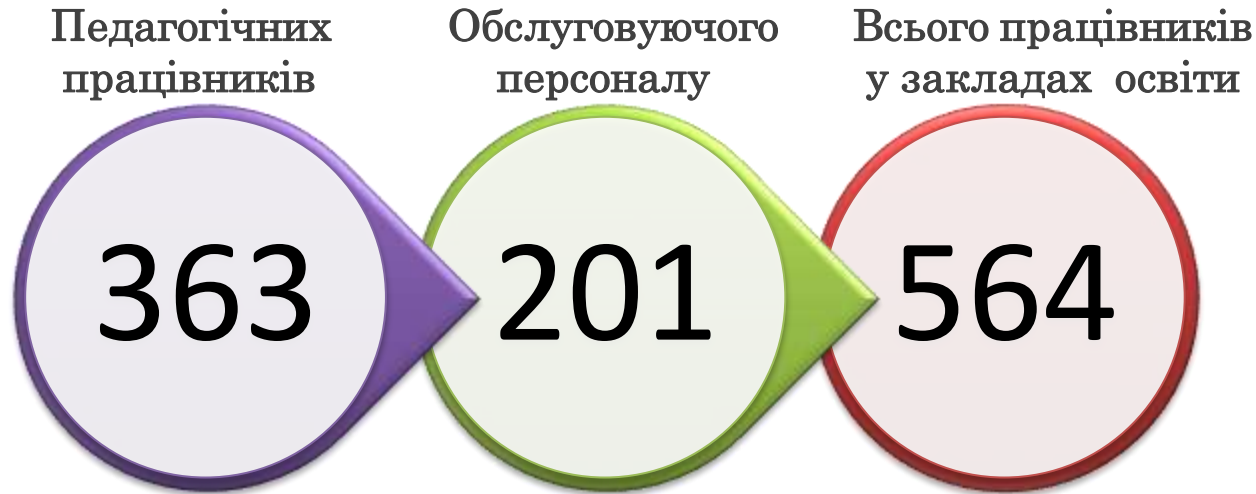 Педагогічних
працівників
363
Обслуговуючого
персоналу
201
Всього працівників
у закладах освіти
564